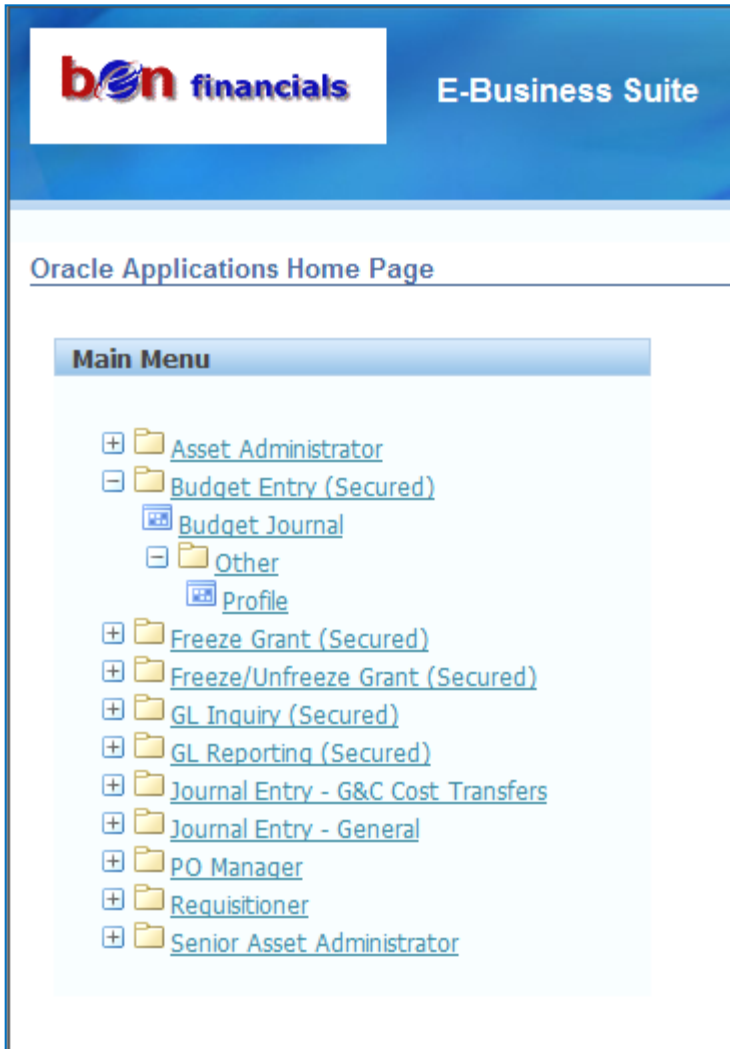 ben financials
E-Business Suite
Oracle Applications Home Page
Main Menu
Asset Administrator
Budget Entry (Secured)
Budget Journal
Other
Profile
Freeze Grant (Secured)
Freeze/Unfreeze Grant (Secured)
GL Inquiry (Secured)
GL Reporting (Secured)
Journal Entry - G&C Cost Transfers
Journal Entry - General
PO Manager
Requisitioner
Senior Asset Administrator